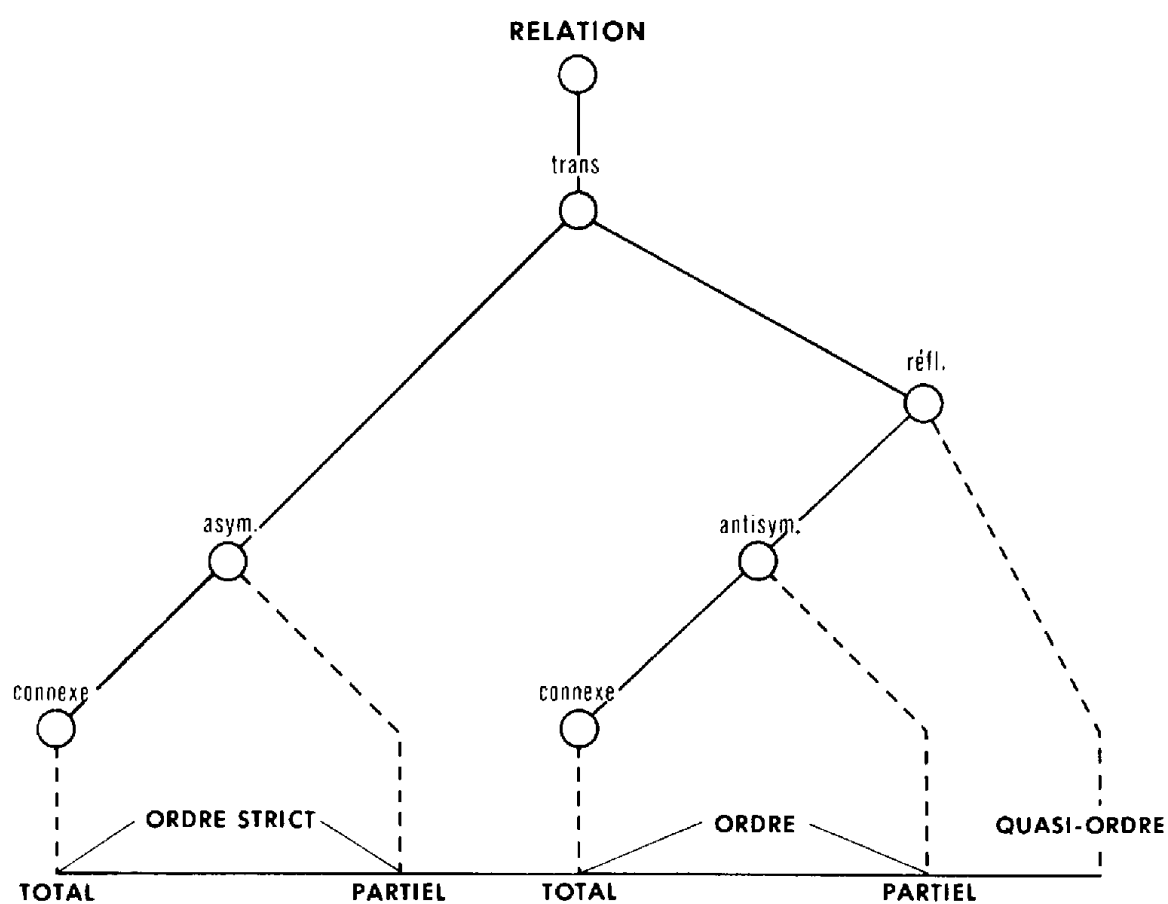 RELATION
trans
réfl.
asym.
antisym.
connexe
connexe
ORDRE STRICT
ORDRE
QUASI-ORDRE
TOTAL
PARTIEL
TOTAL
PARTIEL